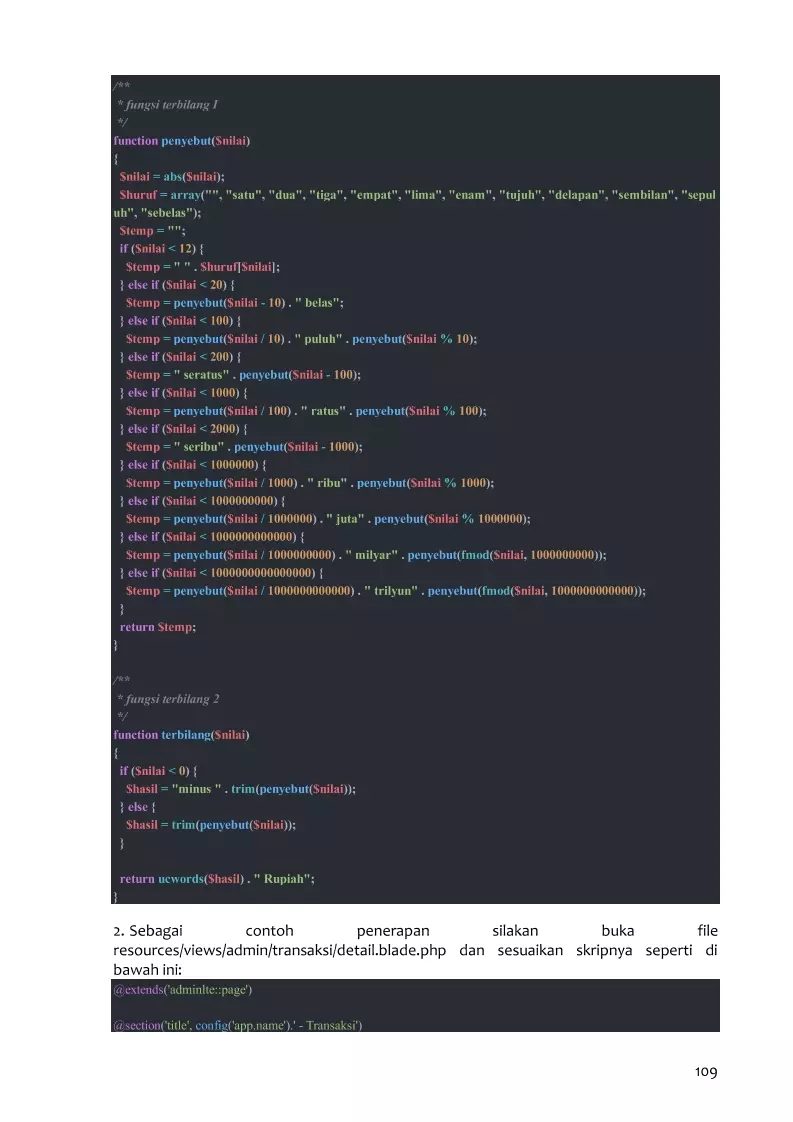 /**
* fungsi terbilang I
*/
function penyebut($nilai)
{
$nilai = abs($nilai);
$huruf = array("", "satu", "dua", "tiga", "empat", "lima", "enam", "tujuh", "delapan", "sembilan", "sepul
uh", "sebelas");
$temp = "";
if ($nilai < 12) {
$temp = " " . $huruf[$nilai];
} else if ($nilai < 20) {
$temp = penyebut($nilai - 10) . " belas";
} else if ($nilai < 100) {
$temp = penyebut($nilai / 10) . " puluh" . penyebut($nilai % 10);
} else if ($nilai < 200) {
$temp = " seratus" . penyebut($nilai - 100);
} else if ($nilai < 1000) {
$temp = penyebut($nilai / 100) . " ratus" . penyebut($nilai % 100);
} else if ($nilai < 2000) {
$temp = " seribu" . penyebut($nilai - 1000);
} else if ($nilai < 1000000) {
$temp = penyebut($nilai / 1000) . " ribu" . penyebut($nilai % 1000);
} else if ($nilai < 1000000000) {
$temp = penyebut($nilai / 1000000) . " juta" . penyebut($nilai % 1000000);
} else if ($nilai < 1000000000000) {
$temp = penyebut($nilai / 1000000000) . " milyar" . penyebut(fmod($nilai, 1000000000));
} else if ($nilai < 1000000000000000) {
$temp = penyebut($nilai / 1000000000000) . " trilyun" . penyebut(fmod($nilai, 1000000000000));
}
return $temp;
}
/**
* fungsi terbilang 2
*/
function terbilang($nilai)
{
if ($nilai < 0) {
$hasil = "minus " . trim(penyebut($nilai));
} else {
$hasil = trim(penyebut($nilai));
}
return ucwords($hasil) . " Rupiah";
}
2. Sebagai contoh penerapan silakan buka file
resources/views/admin/transaksi/detail.blade.php dan sesuaikan skripnya seperti di
bawah ini:
@extends('adminlte::page')
@section('title', config('app.name').' - Transaksi')
109